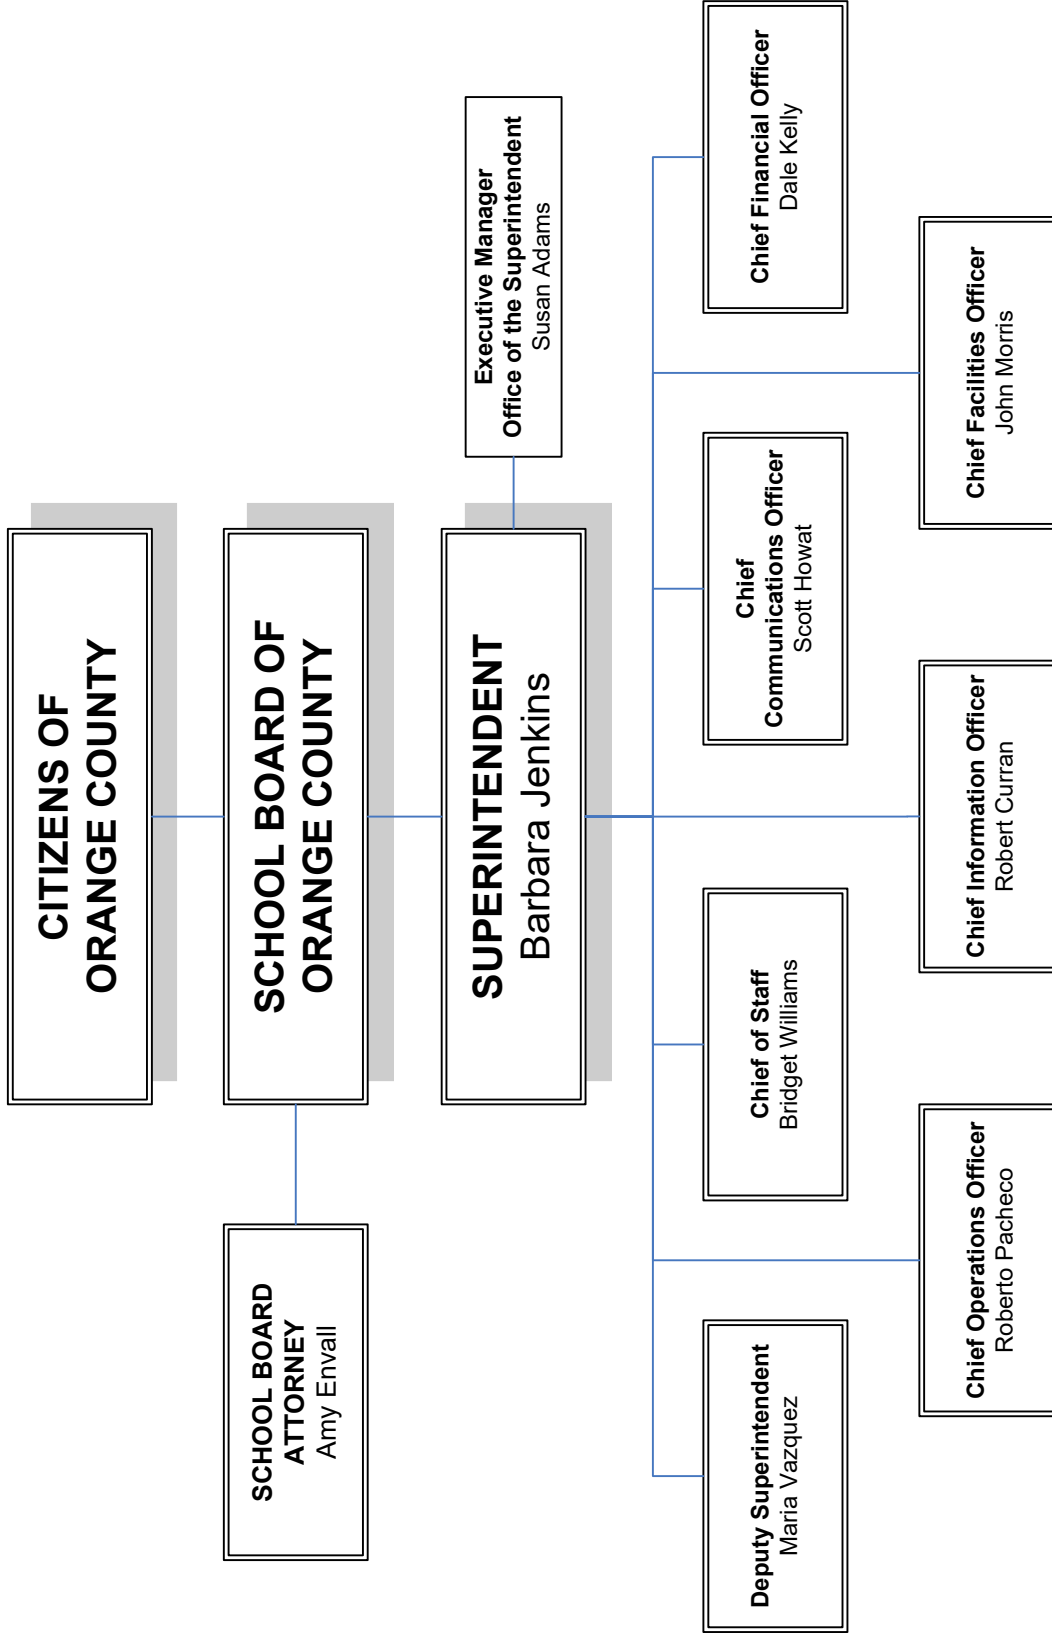 CITIZENS OF
ORANGE COUNTY
SCHOOL BOARD
ATTORNEY
Amy Envall
SCHOOL BOARD OF
ORANGE COUNTY
SUPERINTENDENT
Barbara Jenkins
Executive Manager
Office of the Superintendent
Susan Adams
Deputy Superintendent
Maria Vazquez
Chief of Staff
Bridget Williams
Chief
Communications Officer
Scott Howat
Chief Financial Officer
Dale Kelly
Chief Operations Officer
Roberto Pacheco
Chief Information Officer
Robert Curran
Chief Facilities Officer
John Morris